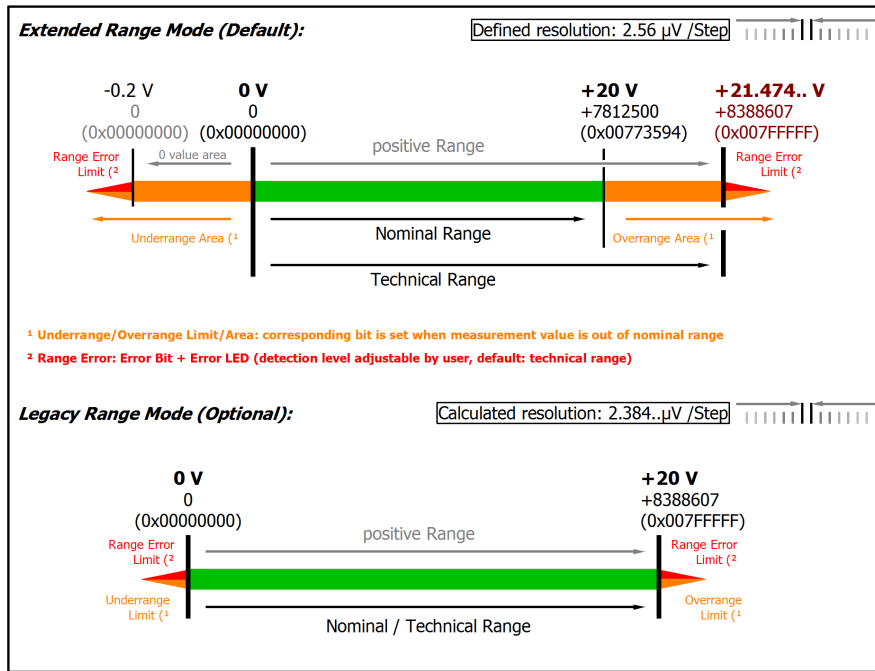 Extended Range Mode (Default):
Defined resolution: 2.56 µV /Step
-0.2 V
0 V
+20 V
+21.474.. V
0
0
+7812500
+8388607
(0x00000000)
(0x00000000)
(0x00773594)
(0x007FFFFF)
Range Error
Limit (²
0 value area
positive Range
Range Error
Limit (²
Underrange Area (¹
Nominal Range
Overrange Area (¹
Technical Range
¹ Underrange/Overrange Limit/Area: corresponding bit is set when measurement value is out of nominal range
² Range Error: Error Bit + Error LED (detection level adjustable by user, default: technical range)
Legacy Range Mode (Optional):
Calculated resolution: 2.384..µV /Step
0 V
+20 V
0
+8388607
(0x00000000)
(0x007FFFFF)
Range Error
Limit (²
positive Range
Range Error
Limit (²
Underrange
Limit (¹
Nominal / Technical Range
Overrange
Limit (¹